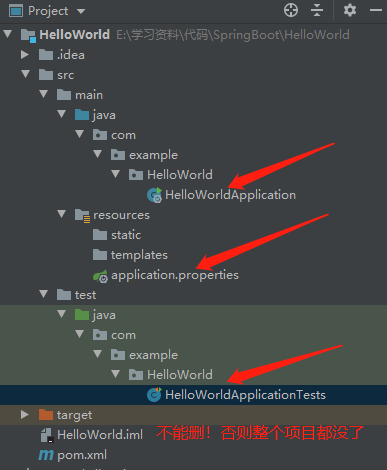 Project
HelloWorld E:\学习资料\代码\SpringBoot\HelloWorld
.idea
src
main
java
com
example
HelloWorld
HelloWorldApplication
resources
static
templates
application.properties
test
java
com
example
HelloWorld
HelloWorldApplicationTests
target
HelloWorld.iml 不能删！否则整个项目都没了
pom.xml